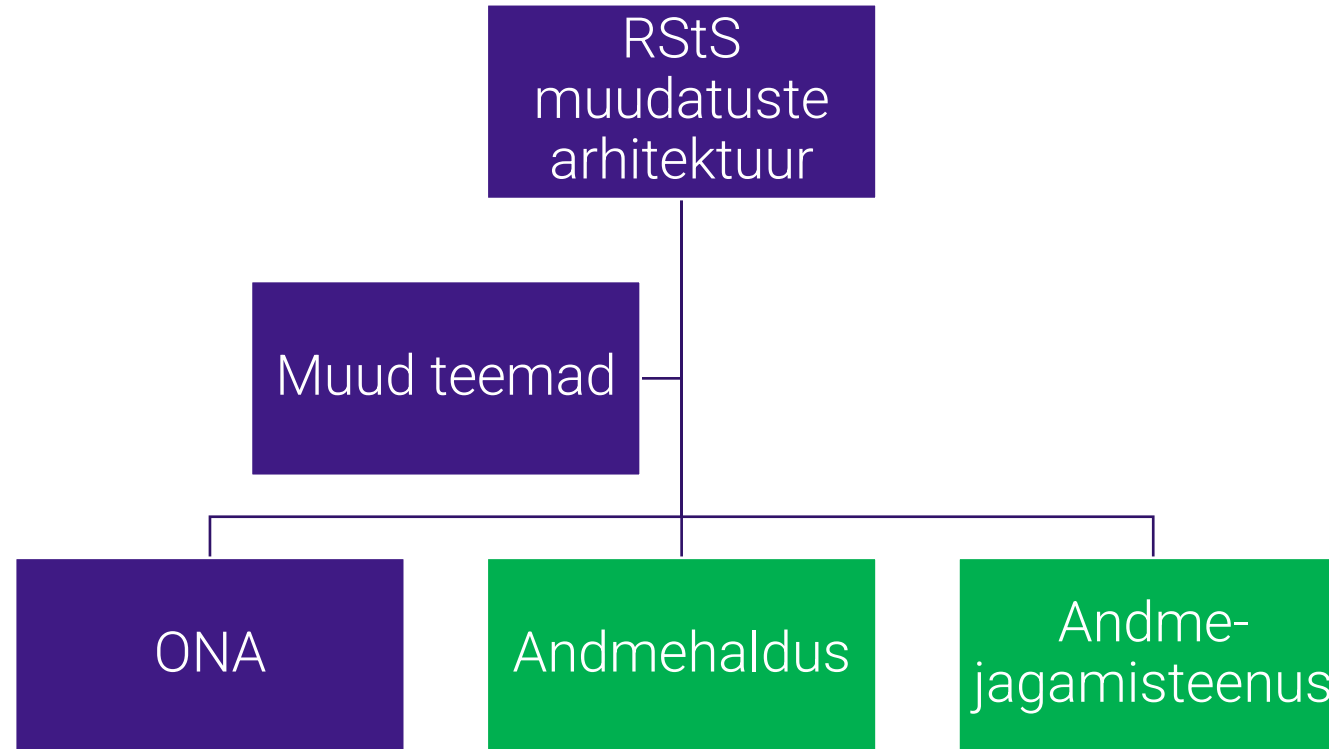 RStS
muudatuste
arhitektuur
Muud teemad
ONA
Andmehaldus
Andme-
jagamisteenus